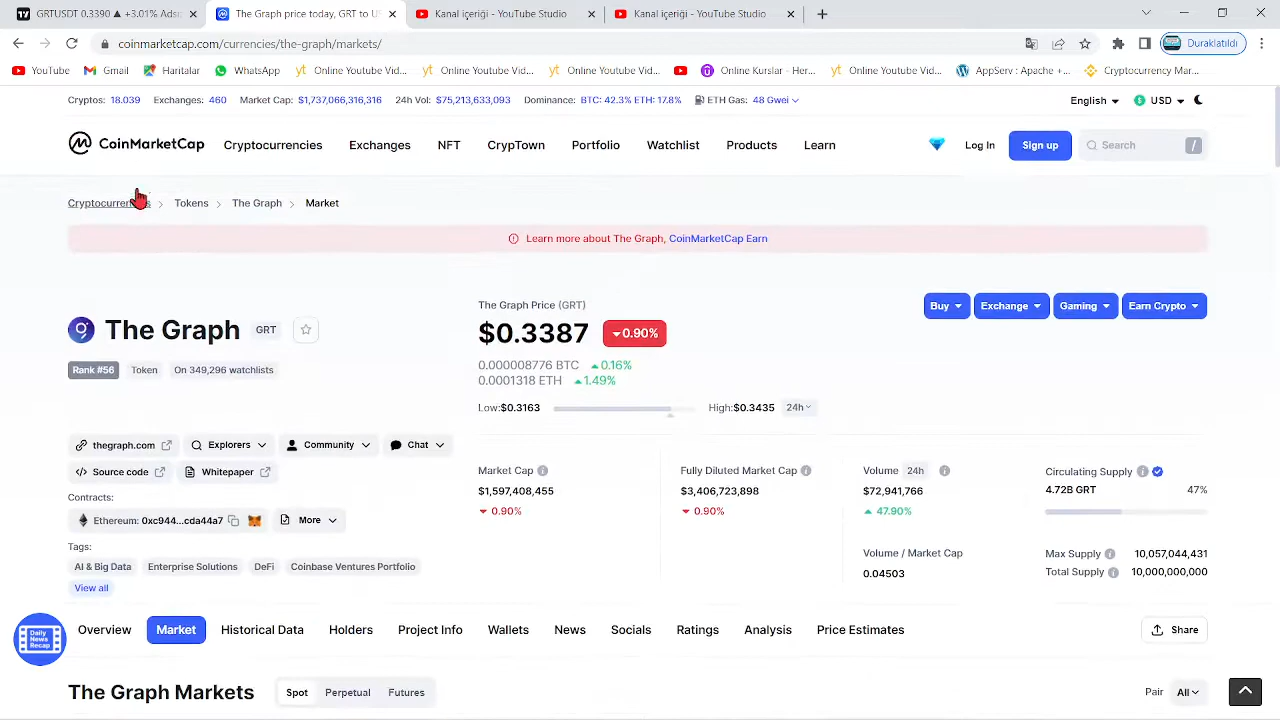 GRTUSDT 0.3390 ▲ +3.01% Adsı
The Graph price today, GRT to US
Kanal içeriği - YouTube Studio
Kanal içeriği - YouTube Studio
coinmarketcap.com/currencies/the-graph/markets/
Duraklatıldı
YouTube
Gmail
Haritalar
WhatsApp
Online Youtube Vid...
Online Youtube Vid...
Online Youtube Vid...
Online Kurslar - Her...
Online Youtube Vid...
AppServ : Apache +...
Cryptocurrency Mar...
Cryptos: 18.039 Exchanges: 460 Market Cap: $1,737,066,316,316 24h Vol: $75,213,633,093 Dominance: BTC: 42.3% ETH: 17.8% ETH Gas: 48 Gwei
English USD
CoinMarketCap
Cryptocurrencies Exchanges NFT CrypTown Portfolio Watchlist Products Learn
Log In
Sign up
Search /
Cryptocurrencies > Tokens > The Graph > Market
Learn more about The Graph, CoinMarketCap Earn
The Graph GRT
Rank #56 Token On 349,296 watchlists
The Graph Price (GRT)
$0.3387 0.90%
0.000008776 BTC 0.16%
0.0001318 ETH 1.49%
Low:$0.3163 High:$0.3435 24h
Buy Exchange Gaming Earn Crypto
thegraph.com Explorers Community Chat
Source code Whitepaper
Contracts:
Ethereum: 0xc944...cda44a7 More
Tags:
AI & Big Data Enterprise Solutions DeFi Coinbase Ventures Portfolio
View all
Market Cap
$1,597,408,455
0.90%
Fully Diluted Market Cap
$3,406,723,898
0.90%
Volume 24h
$72,941,766
47.90%
Volume / Market Cap
0.04503
Circulating Supply
4.72B GRT 47%
Max Supply 10,057,044,431
Total Supply 10,000,000,000
Daily
News
Recap
Overview Market Historical Data Holders Project Info Wallets News Socials Ratings Analysis Price Estimates
Share
The Graph Markets Spot Perpetual Futures
Pair All